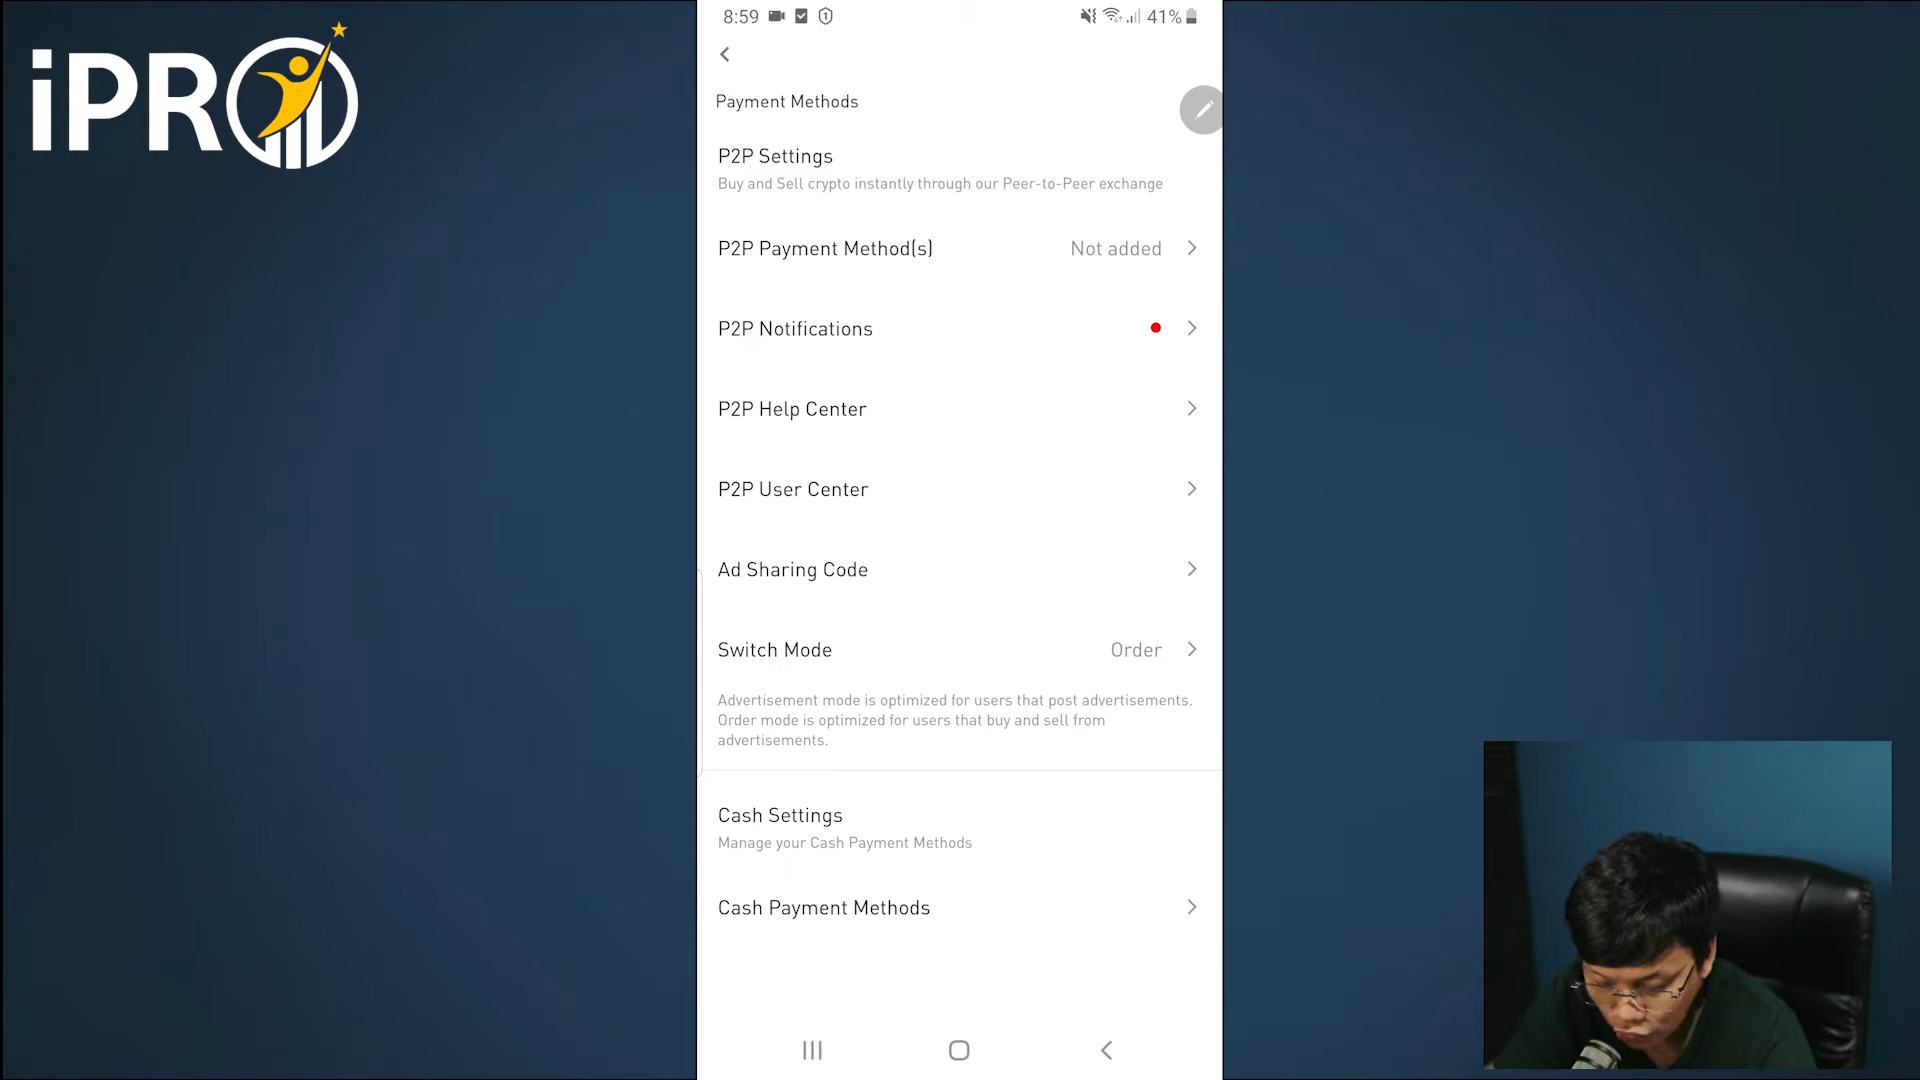 iPRO
8:59
41%
Payment Methods
P2P Settings
Buy and Sell crypto instantly through our Peer-to-Peer exchange
P2P Payment Method(s) Not added
P2P Notifications
P2P Help Center
P2P User Center
Ad Sharing Code
Switch Mode Order
Advertisement mode is optimized for users that post advertisements.
Order mode is optimized for users that buy and sell from
advertisements.
Cash Settings
Manage your Cash Payment Methods
Cash Payment Methods